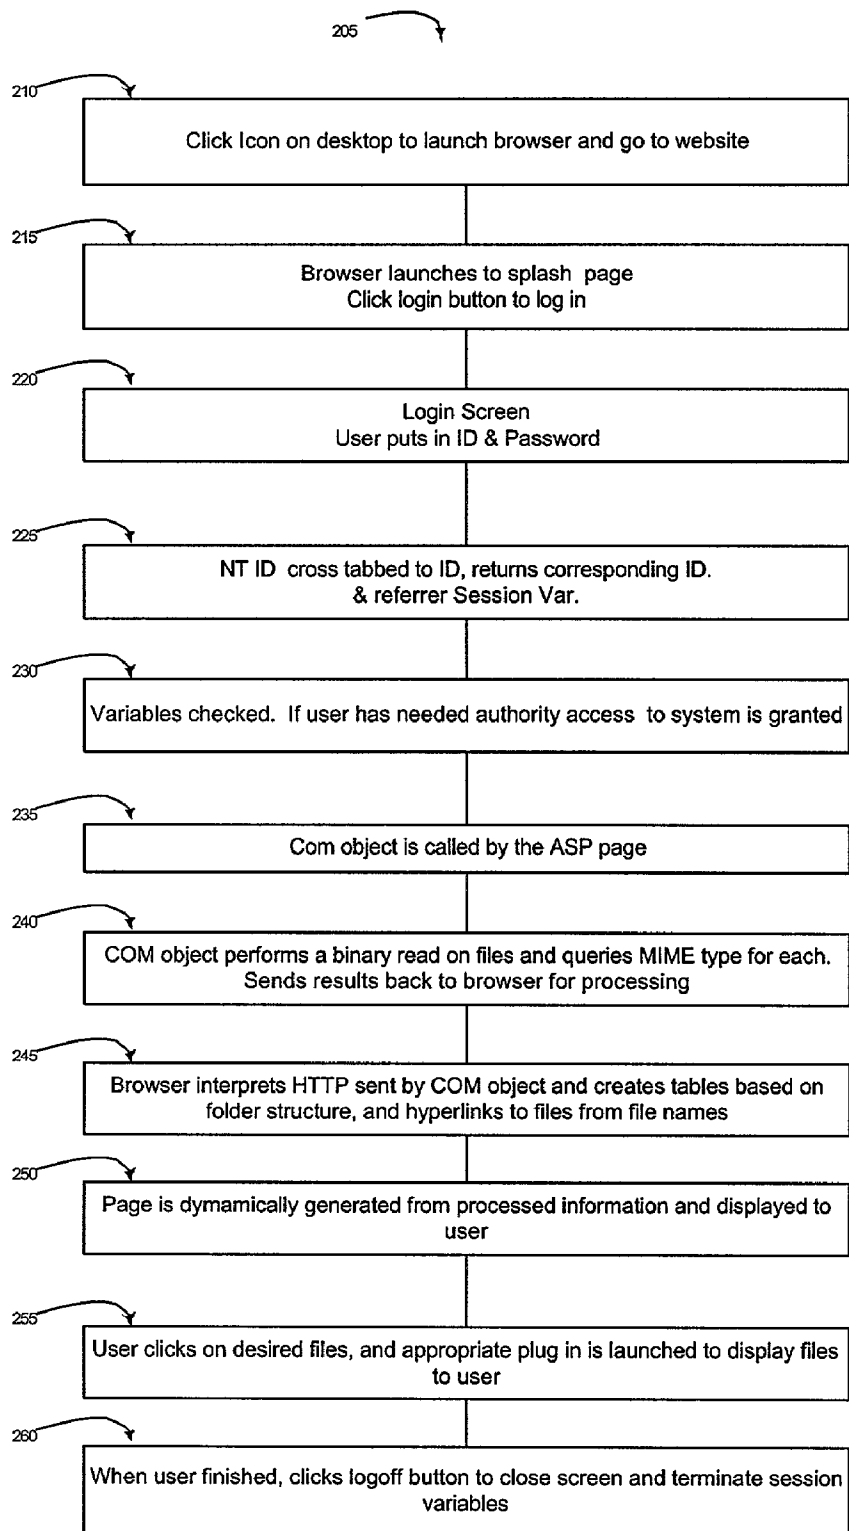 205
210
Click Icon on desktop to launch browser and go to website
215
Browser launches to splash page
Click login button to log in
220
Login Screen
User puts in ID & Password
225
NT ID cross tabbed to ID, returns corresponding ID.
& referrer Session Var.
230
Variables checked. If user has needed authority access to system is granted
235
Com object is called by the ASP page
240
COM object performs a binary read on files and queries MIME type for each.
Sends results back to browser for processing
245
Browser interprets HTTP sent by COM object and creates tables based on
folder structure, and hyperlinks to files from file names
250
Page is dymamically generated from processed information and displayed to
user
255
User clicks on desired files, and appropriate plug in is launched to display files
to user
260
When user finished, clicks logoff button to close screen and terminate session
variables